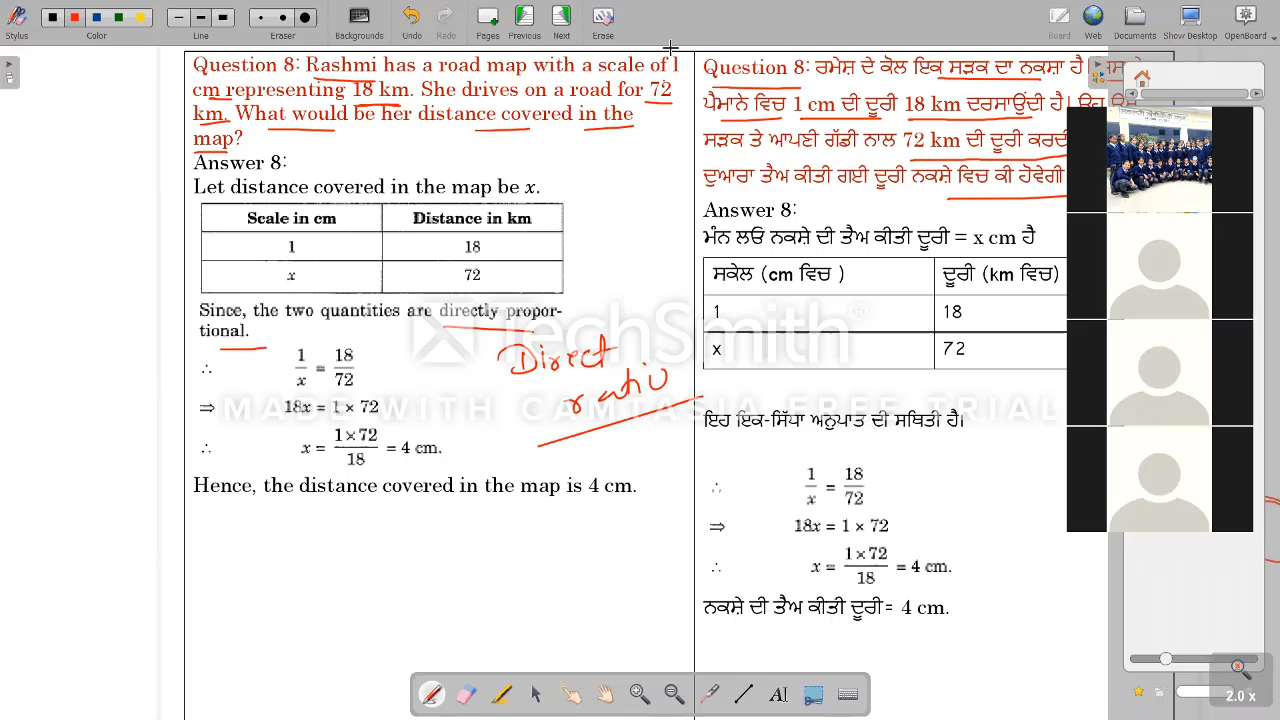 Stylus
Color
Line
Eraser
Backgrounds
Undo
Redo
Pages
Previous
Next
Erase
Board
Web
Documents
Show Desktop
OpenBoard
Question 8: Rashmi has a road map with a scale of 1
cm representing 18 km. She drives on a road for 72
km. What would be her distance covered in the
map?
Answer 8:
Let distance covered in the map be x.
Scale in cm Distance in km
1 18
x 72
Since, the two quantities are directly propor-
tional.
∴ 1/x = 18/72
⇒ 18x = 1 × 72
∴ x = 1×72/18 = 4 cm.
Hence, the distance covered in the map is 4 cm.
Direct
ratio
Question 8: ਰਮੇਸ਼ ਦੇ ਕੋਲ ਇਕ ਸੜਕ ਦਾ ਨਕਸ਼ਾ ਹੈ
ਪੈਮਾਨੇ ਵਿਚ 1 cm ਦੀ ਦੂਰੀ 18 km ਦਰਸਾਉਂਦੀ ਹੈ।
ਸੜਕ ਤੇ ਆਪਣੀ ਗੱਡੀ ਨਾਲ 72 km ਦੀ ਦੂਰੀ ਕਰਦੀ
ਦੁਆਰਾ ਤੈਅ ਕੀਤੀ ਗਈ ਦੂਰੀ ਨਕਸ਼ੇ ਵਿਚ ਕੀ ਹੋਵੇਗੀ
Answer 8:
ਮੰਨ ਲਓ ਨਕਸ਼ੇ ਦੀ ਤੈਅ ਕੀਤੀ ਦੂਰੀ = x cm ਹੈ
ਸਕੇਲ (cm ਵਿਚ ) ਦੂਰੀ (km ਵਿਚ)
1 18
x 72
ਇਹ ਇਕ-ਸਿੱਧਾ ਅਨੁਪਾਤ ਦੀ ਸਥਿਤੀ ਹੈ।
∴ 1/x = 18/72
⇒ 18x = 1 × 72
∴ x = 1×72/18 = 4 cm.
ਨਕਸ਼ੇ ਦੀ ਤੈਅ ਕੀਤੀ ਦੂਰੀ= 4 cm.
TechSmith
MADE WITH CAMTASIA FREE TRIAL
2.0 x